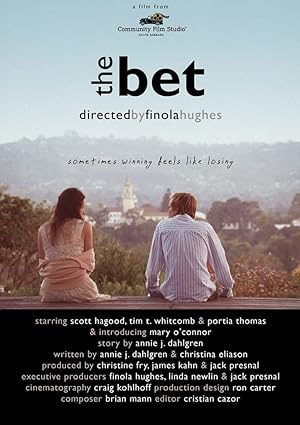 a film from
Community Film Studio
SANTA BARBARA
the bet
directedbyfinolahughes
sometimes winning feels like losing
starring scott hagood, tim t. whitcomb & portia thomas
& introducing mary o'connor
story by annie j. dahlgren
written by annie j. dahlgren & christina eliason
produced by christine fry, james kahn & jack presnal
executive producers finola hughes, linda newlin & jack presnal
cinematography craig kohlhoff production design ron carter
composer brian mann editor cristian cazor